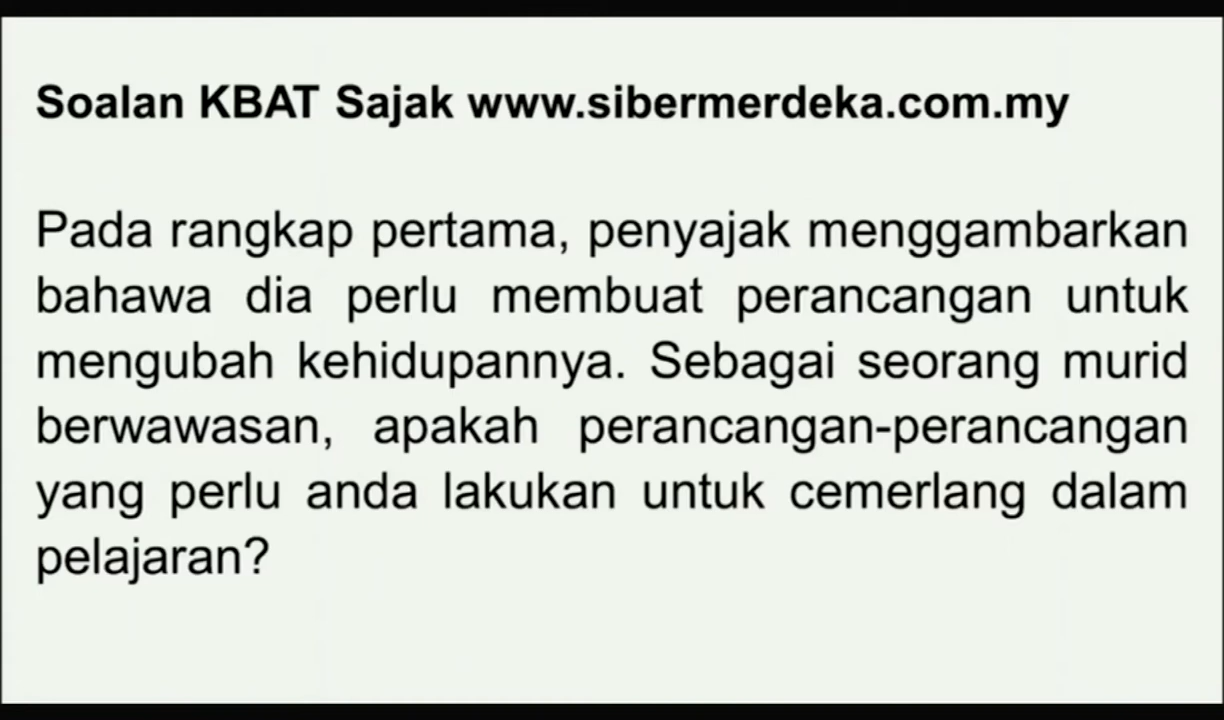 Soalan KBAT Sajak www.sibermerdeka.com.my
Pada rangkap pertama, penyajak menggambarkan
bahawa dia perlu membuat perancangan untuk
mengubah kehidupannya. Sebagai seorang murid
berwawasan, apakah perancangan-perancangan
yang perlu anda lakukan untuk cemerlang dalam
pelajaran?